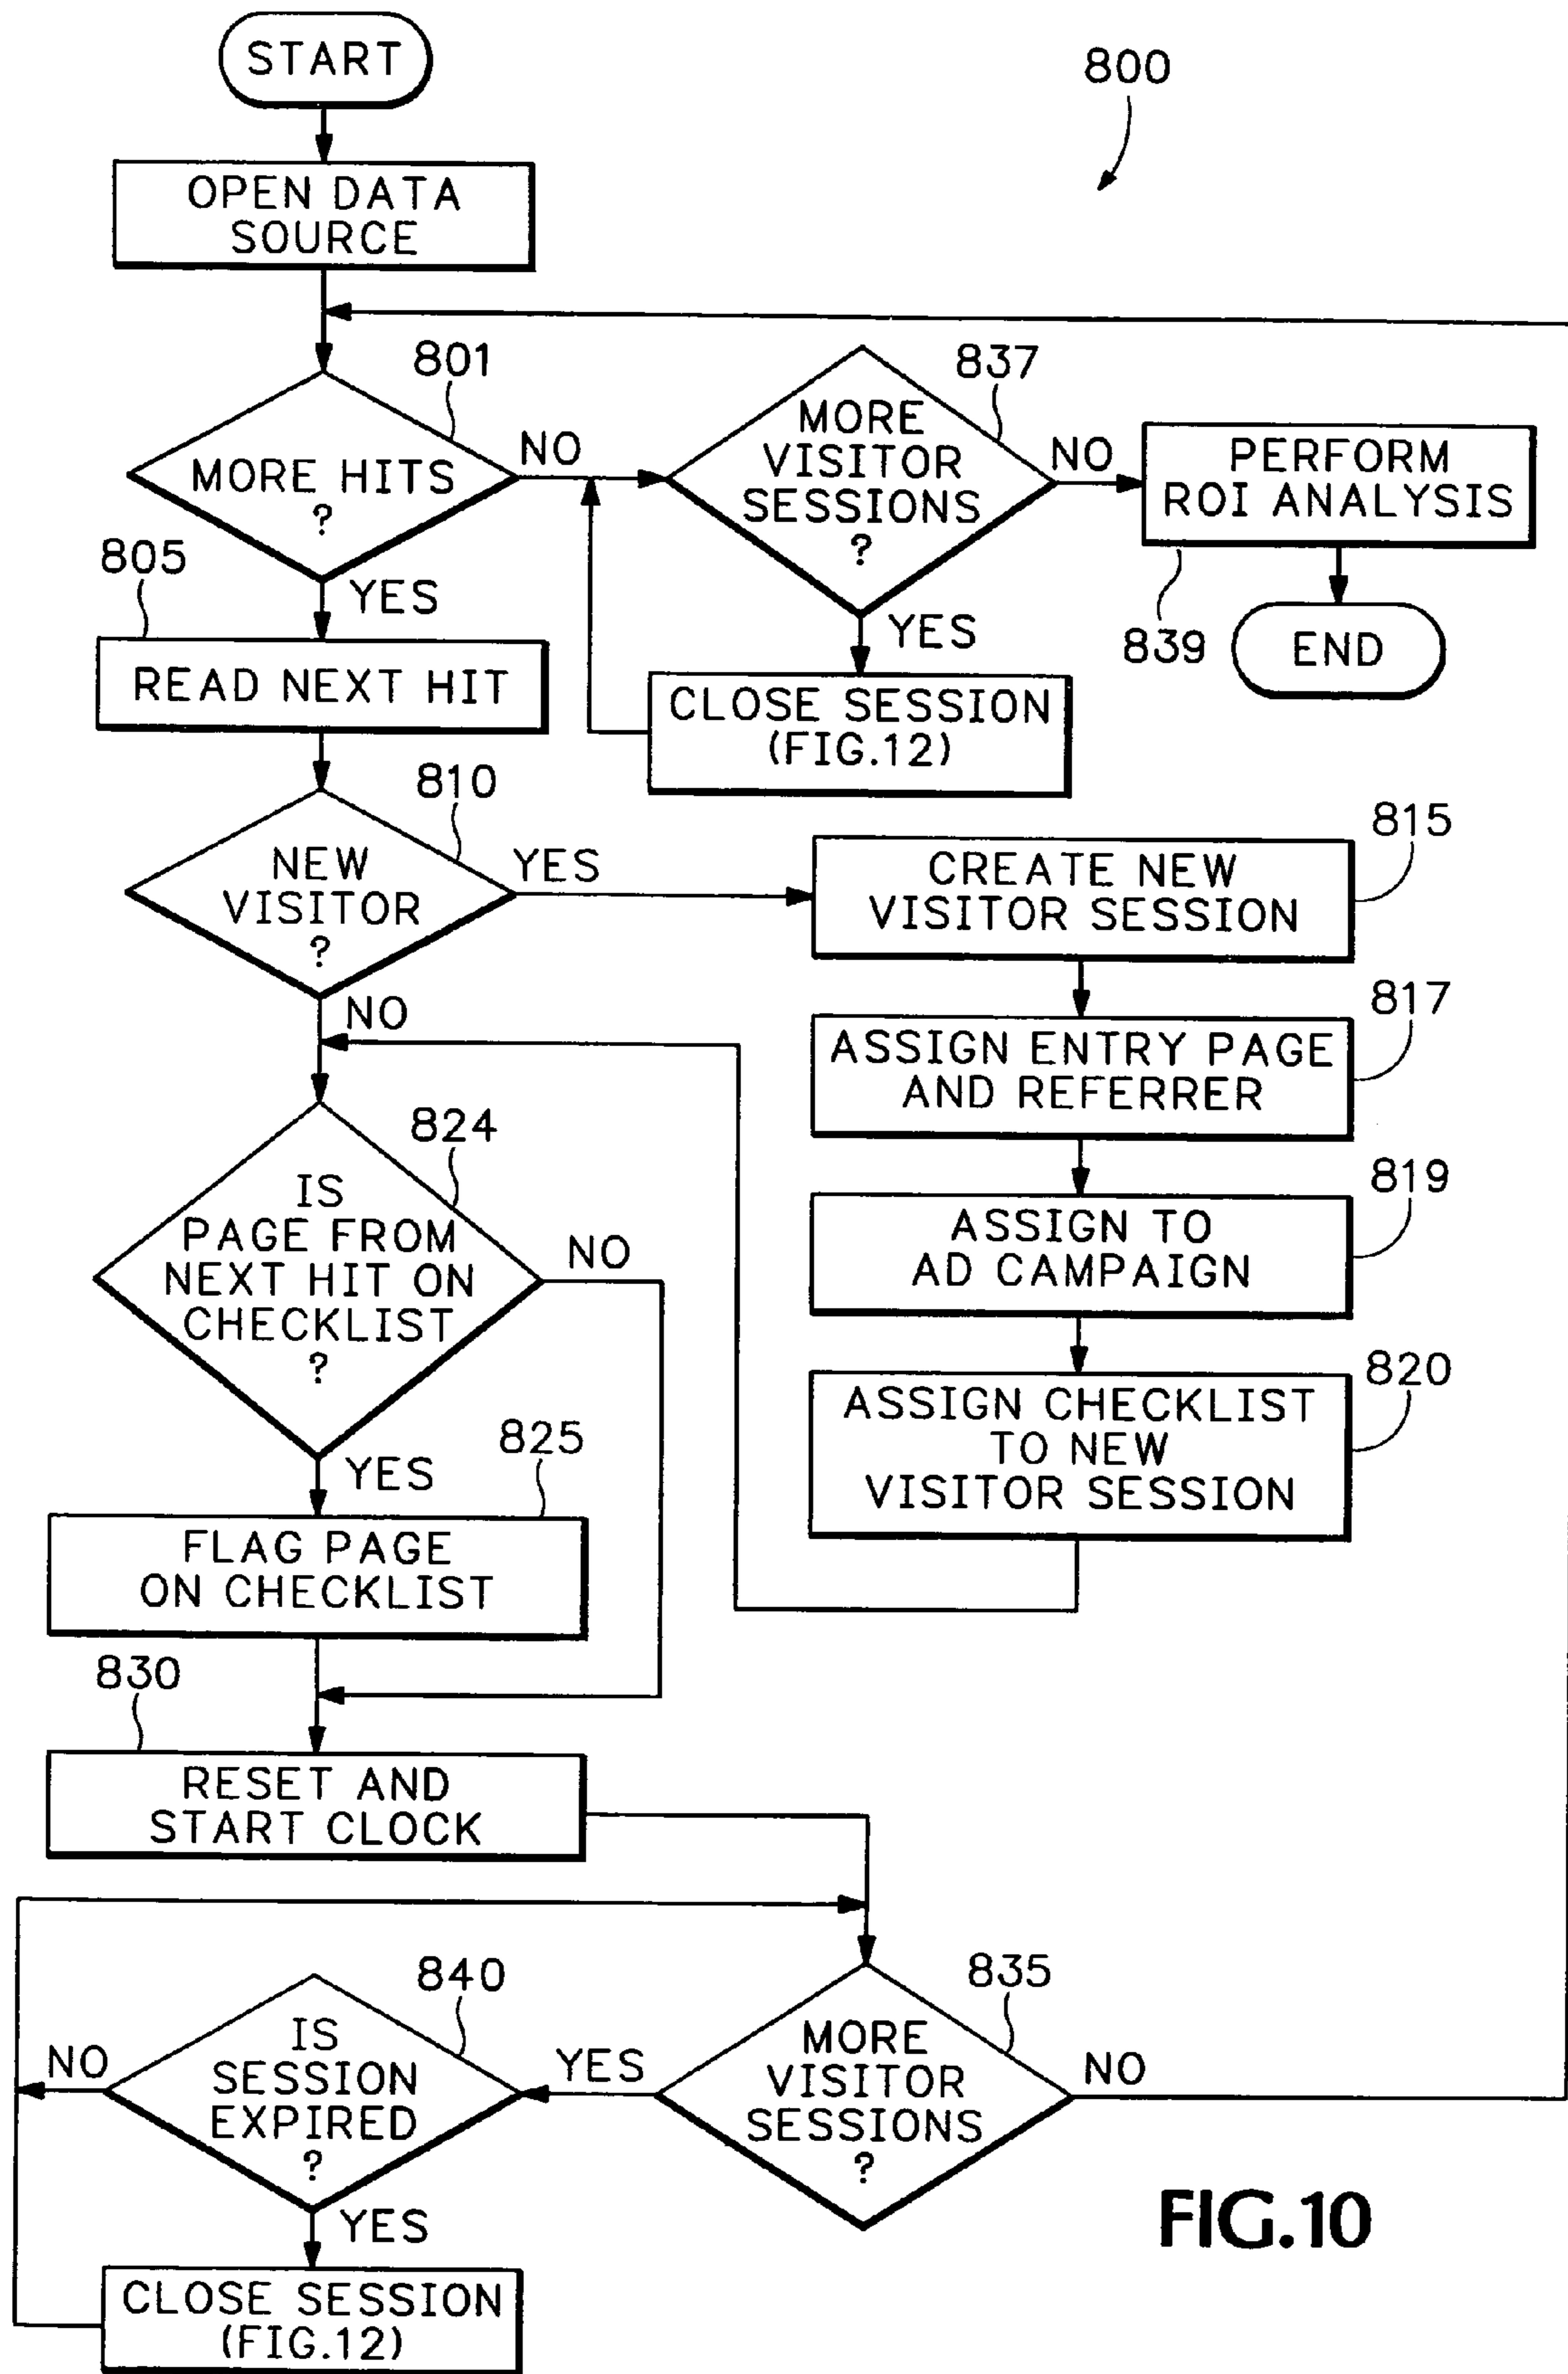 START
800
OPEN DATA
SOURCE
801
MORE HITS
?
NO
YES
837
MORE
VISITOR
SESSIONS
?
NO
YES
PERFORM
ROI ANALYSIS
839
END
CLOSE SESSION
(FIG.12)
805
READ NEXT HIT
810
NEW
VISITOR
?
YES
NO
815
CREATE NEW
VISITOR SESSION
817
ASSIGN ENTRY PAGE
AND REFERRER
819
ASSIGN TO
AD CAMPAIGN
820
ASSIGN CHECKLIST
TO NEW
VISITOR SESSION
824
IS
PAGE FROM
NEXT HIT ON
CHECKLIST
?
NO
YES
825
FLAG PAGE
ON CHECKLIST
830
RESET AND
START CLOCK
835
MORE
VISITOR
SESSIONS
?
NO
YES
840
IS
SESSION
EXPIRED
?
NO
YES
CLOSE SESSION
(FIG.12)
FIG.10